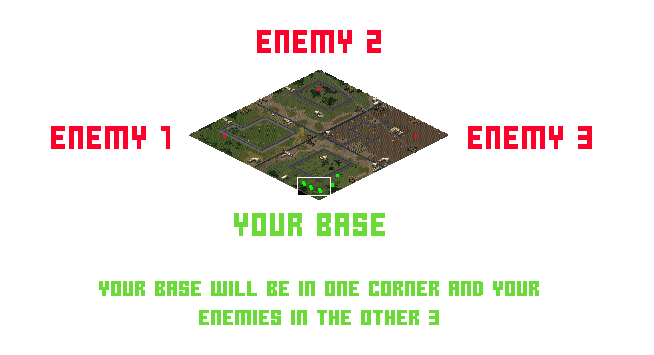 ENEMY 2
ENEMY 1
ENEMY 3
YOUR BASE
YOUR BASE WILL BE IN ONE CORNER AND YOUR
ENEMIES IN THE OTHER 3